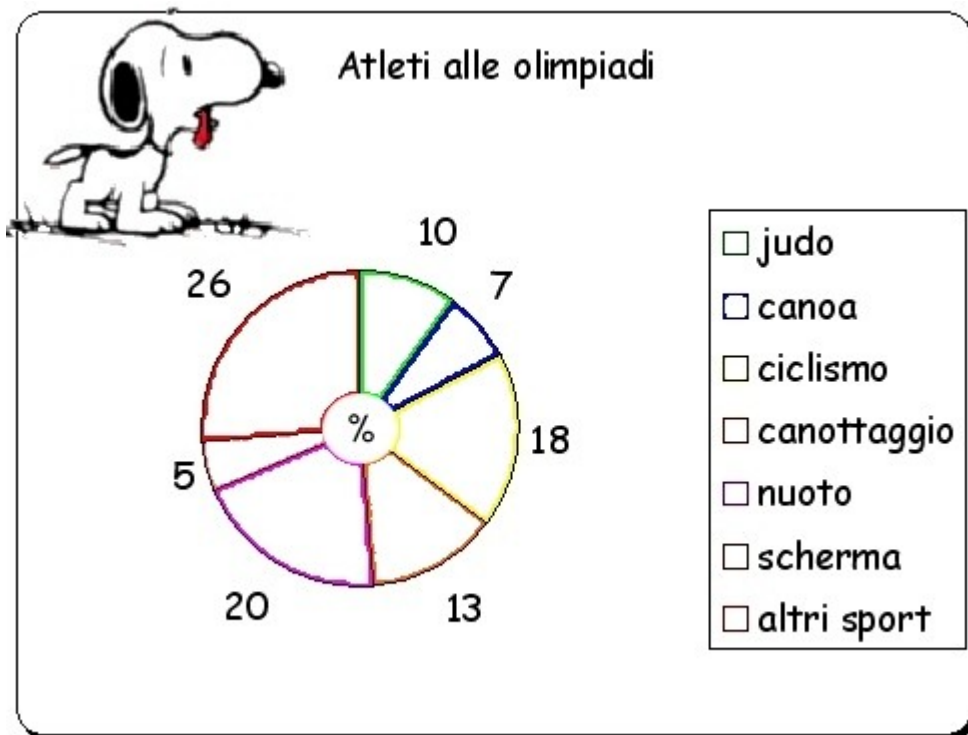 Atleti alle olimpiadi
10
7
26
18
%
5
20
13
judo
canoa
ciclismo
canottaggio
nuoto
scherma
altri sport